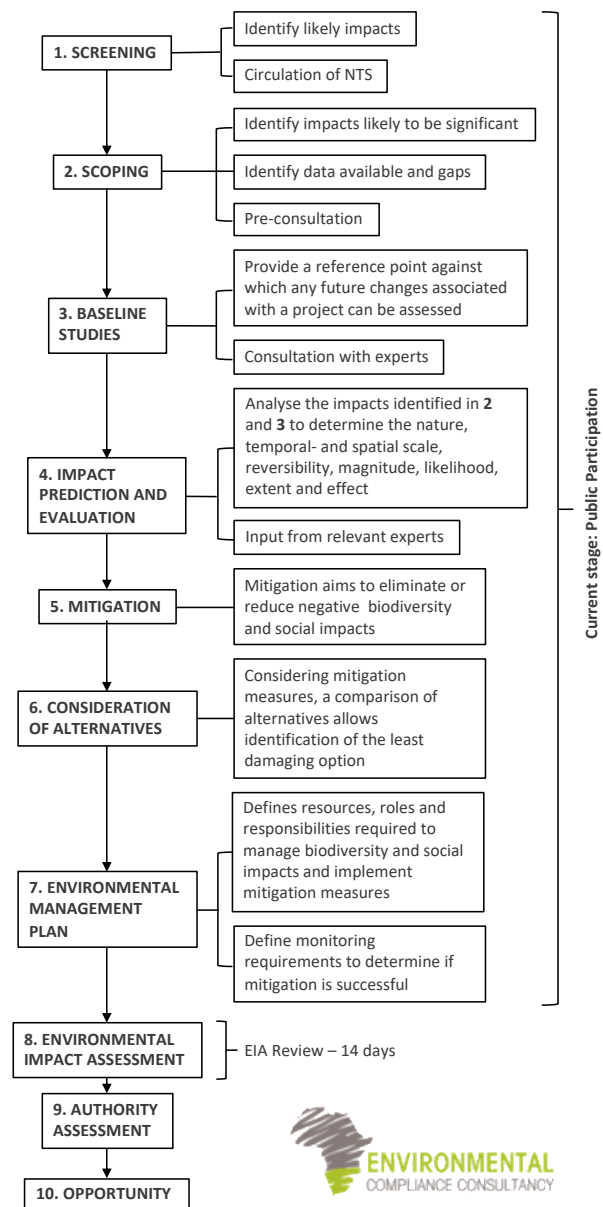 1. SCREENING
Identify likely impacts
Circulation of NTS
2. SCOPING
Identify impacts likely to be significant
Identify data available and gaps
Pre-consultation
3. BASELINE
STUDIES
Provide a reference point against
which any future changes associated
with a project can be assessed
Consultation with experts
4. IMPACT
PREDICTION AND
EVALUATION
Analyse the impacts identified in 2
and 3 to determine the nature,
temporal- and spatial scale,
reversibility, magnitude, likelihood,
extent and effect
Input from relevant experts
5. MITIGATION
Mitigation aims to eliminate or
reduce negative biodiversity
and social impacts
6. CONSIDERATION
OF ALTERNATIVES
Considering mitigation
measures, a comparison of
alternatives allows
identification of the least
damaging option
7. ENVIRONMENTAL
MANAGEMENT
PLAN
Defines resources, roles and
responsibilities required to
manage biodiversity and social
impacts and implement
mitigation measures
Define monitoring
requirements to determine if
mitigation is successful
Current stage: Public Participation
8. ENVIRONMENTAL
IMPACT ASSESSMENT
EIA Review – 14 days
9. AUTHORITY
ASSESSMENT
10. OPPORTUNITY
ENVIRONMENTAL
COMPLIANCE CONSULTANCY